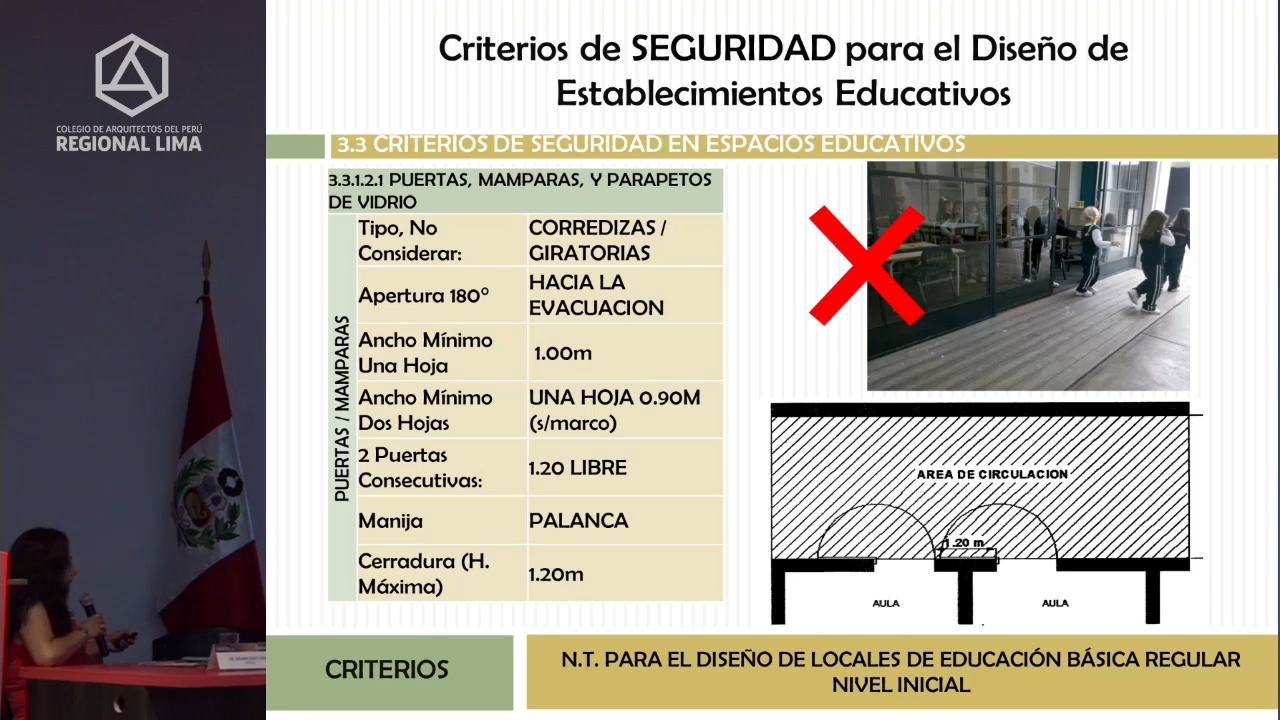 COLEGIO DE ARQUITECTOS DEL PERÚ
REGIONAL LIMA
Criterios de SEGURIDAD para el Diseño de
Establecimientos Educativos
3.3 CRITERIOS DE SEGURIDAD EN ESPACIOS EDUCATIVOS
3.3.1.2.1 PUERTAS, MAMPARAS, Y PARAPETOS
DE VIDRIO
PUERTAS / MAMPARAS
Tipo, No
Considerar:
CORREDIZAS /
GIRATORIAS
Apertura 180°
HACIA LA
EVACUACION
Ancho Mínimo
Una Hoja
1.00m
Ancho Mínimo
Dos Hojas
UNA HOJA 0.90M
(s/marco)
2 Puertas
Consecutivas:
1.20 LIBRE
Manija
PALANCA
Cerradura (H.
Máxima)
1.20m
AREA DE CIRCULACION
1.20 m
AULA
AULA
CRITERIOS
N.T. PARA EL DISEÑO DE LOCALES DE EDUCACIÓN BÁSICA REGULAR
NIVEL INICIAL